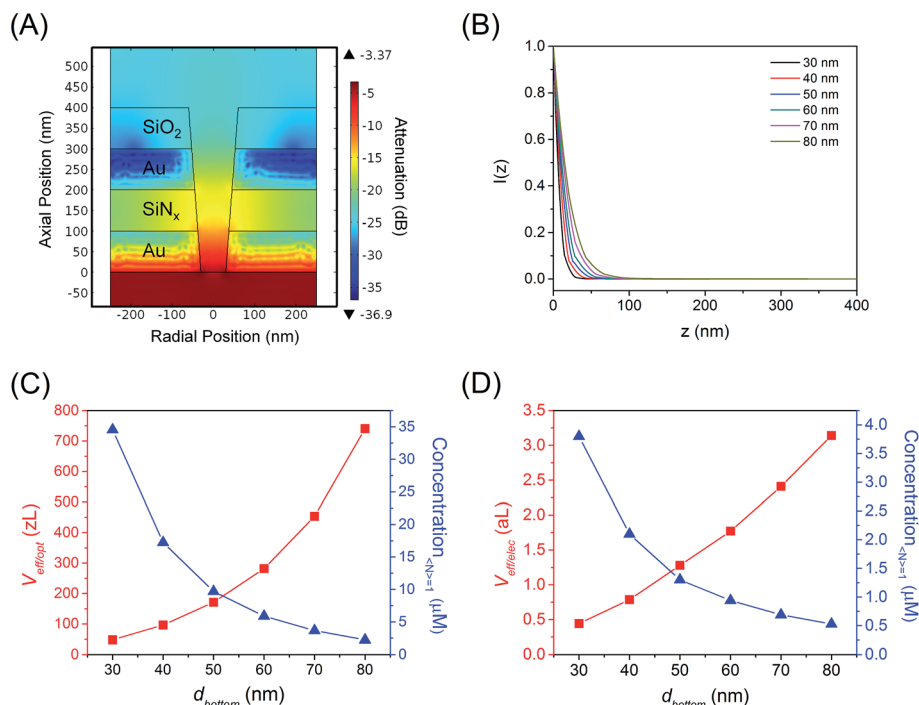 (A)
-3.37
500
450
400
350
300
250
200
150
100
50
0
-50
Axial Position (nm)
SiO2
Au
SiNx
Au
-200 -100 0 100 200
Radial Position (nm)
-5
-10
-15
-20
-25
-30
-35
-36.9
Attenuation (dB)
(B)
1.0
0.8
0.6
0.4
0.2
0.0
I(z)
30 nm
40 nm
50 nm
60 nm
70 nm
80 nm
0 100 200 300 400
z (nm)
(C)
800
700
600
500
400
300
200
100
0
Veff/opt (zL)
35
30
25
20
15
10
5
0
Concentration<N>=1 (μM)
30 40 50 60 70 80
dbottom (nm)
(D)
3.5
3.0
2.5
2.0
1.5
1.0
0.5
0.0
Veff/elec (aL)
4.0
3.5
3.0
2.5
2.0
1.5
1.0
0.5
0.0
Concentration<N>=1 (μM)
30 40 50 60 70 80
dbottom (nm)